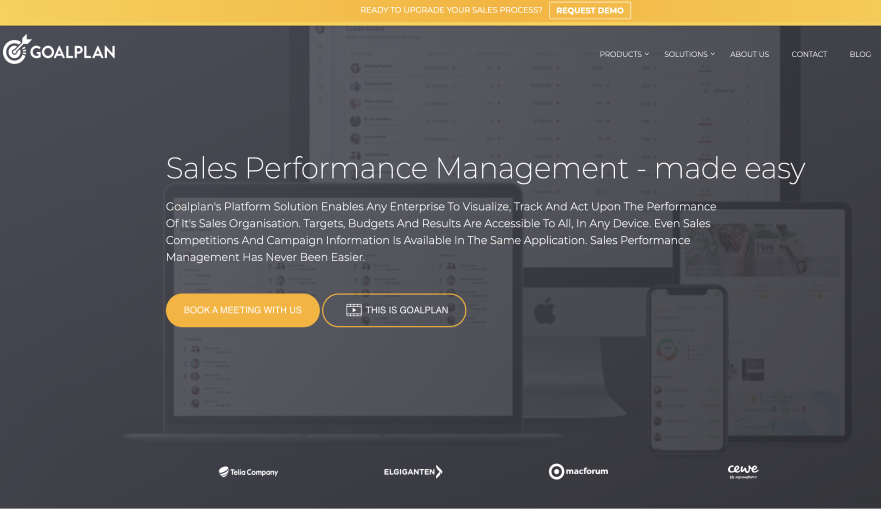 READY TO UPGRADE YOUR SALES PROCESS?
REQUEST DEMO
GOALPLAN
PRODUCTS
SOLUTIONS
ABOUT US
CONTACT
BLOG
Sales Performance Management - made easy
Goalplan's Platform Solution Enables Any Enterprise To Visualize, Track And Act Upon The Performance
Of It's Sales Organisation. Targets, Budgets And Results Are Accessible To All, In Any Device. Even Sales
Competitions And Campaign Information Is Available In The Same Application. Sales Performance
Management Has Never Been Easier.
BOOK A MEETING WITH US
THIS IS GOALPLAN
Telia Company
ELGIGANTEN
macforum
cewe